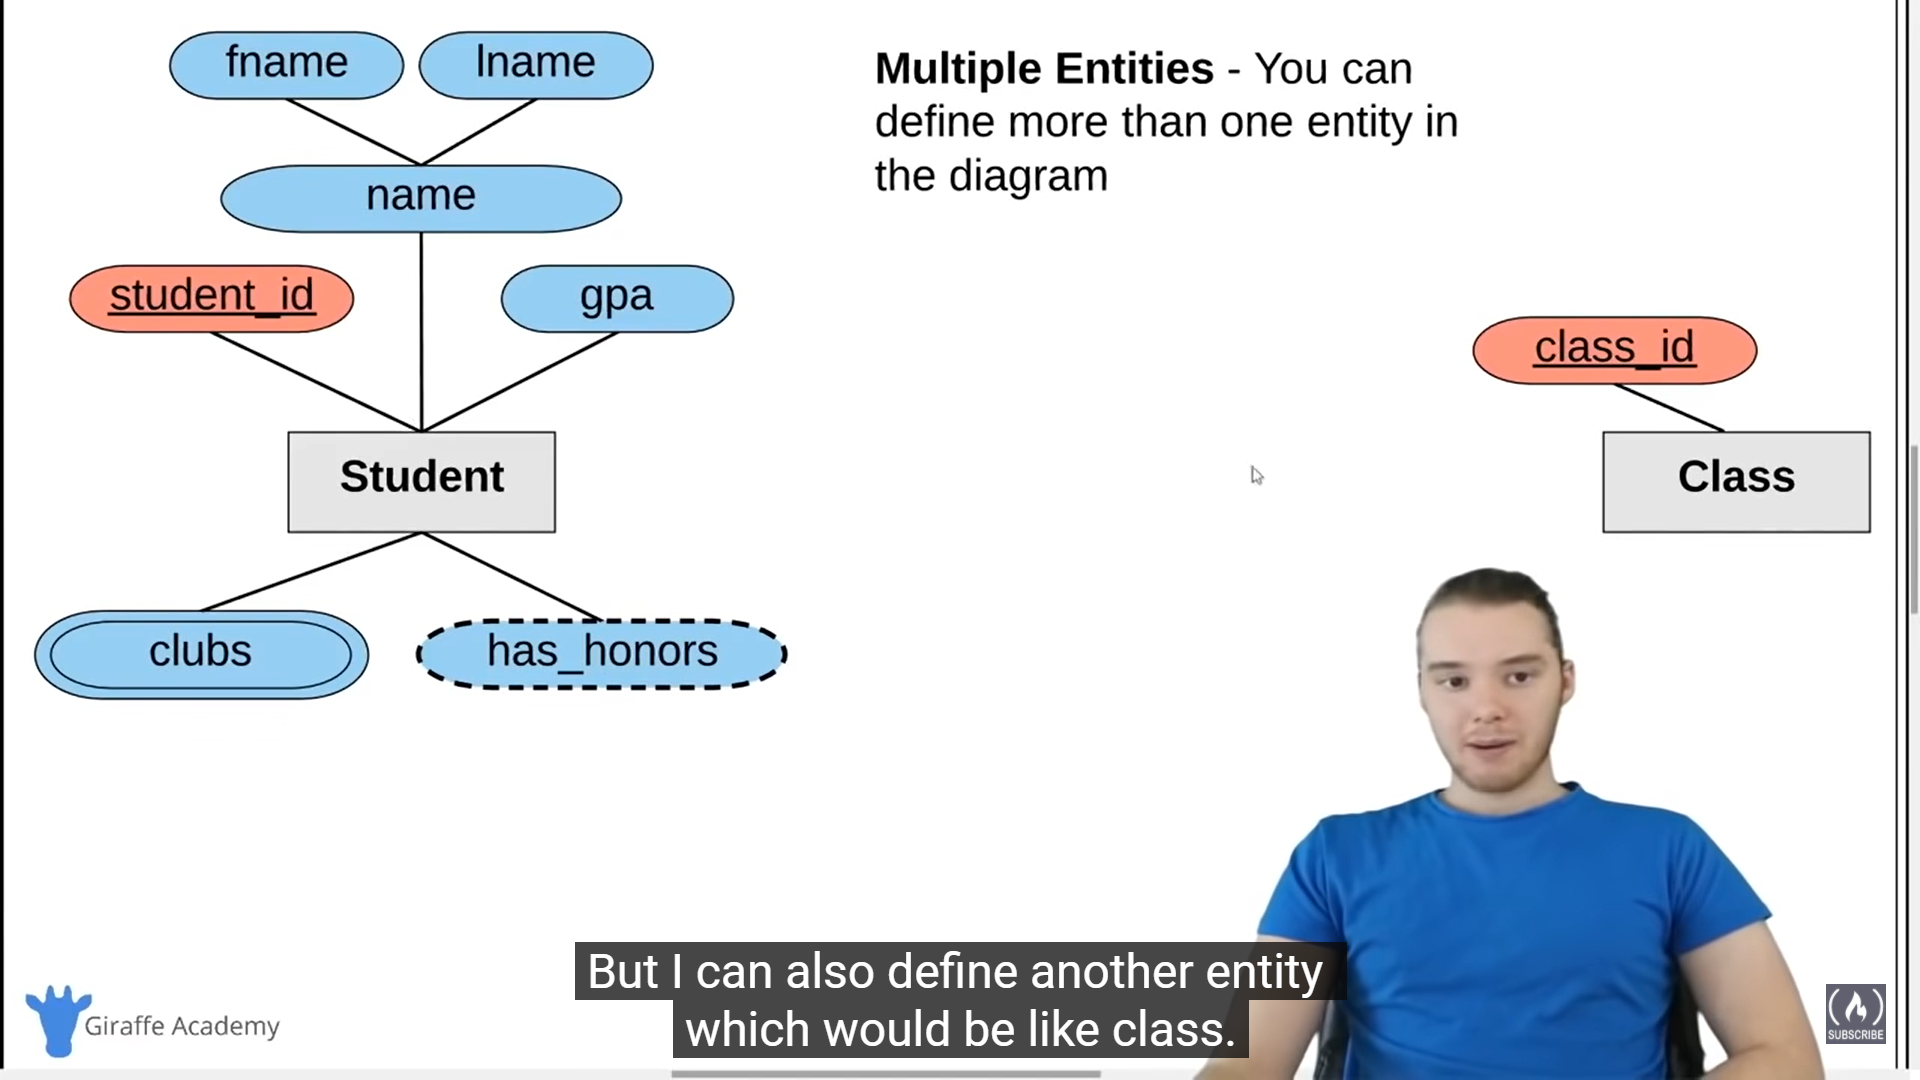 fname
lname
name
student_id
gpa
Student
clubs
has_honors
Multiple Entities - You can
define more than one entity in
the diagram
class_id
Class
But I can also define another entity
which would be like class.
Giraffe Academy
SUBSCRIBE